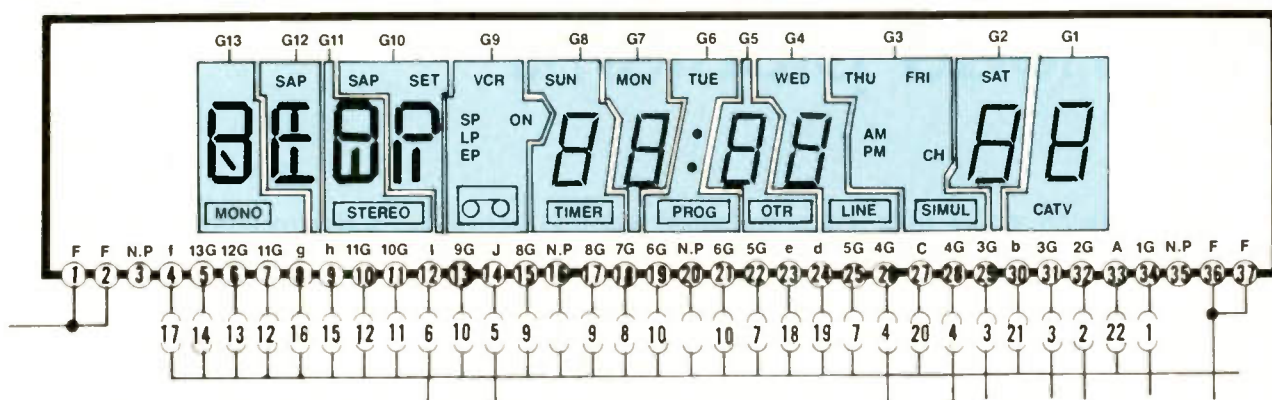 G13 G12 G11 G10 G9 G8 G7 G6 G5 G4 G3 G2 G1
SAP SAP SET VCR SUN MON TUE WED THU FRI SAT
SP ON
LP
EP
AM
PM
CH
MONO STEREO TIMER PROG OTR LINE SIMUL CATV
F F N.P f 13G 12G 11G g h 11G 10G I 9G J 8G N.P 8G 7G 6G N.P 6G 5G e d 5G 4G C 4G 3G b 3G 2G A 1G N.P F F
1 2 3 4 5 6 7 8 9 10 11 12 13 14 15 16 17 18 19 20 21 22 23 24 25 26 27 28 29 30 31 32 33 34 35 36 37
17 14 13 12 16 15 12 11 6 10 5 9 9 8 10 10 7 18 19 7 4 20 4 3 21 3 2 22 1